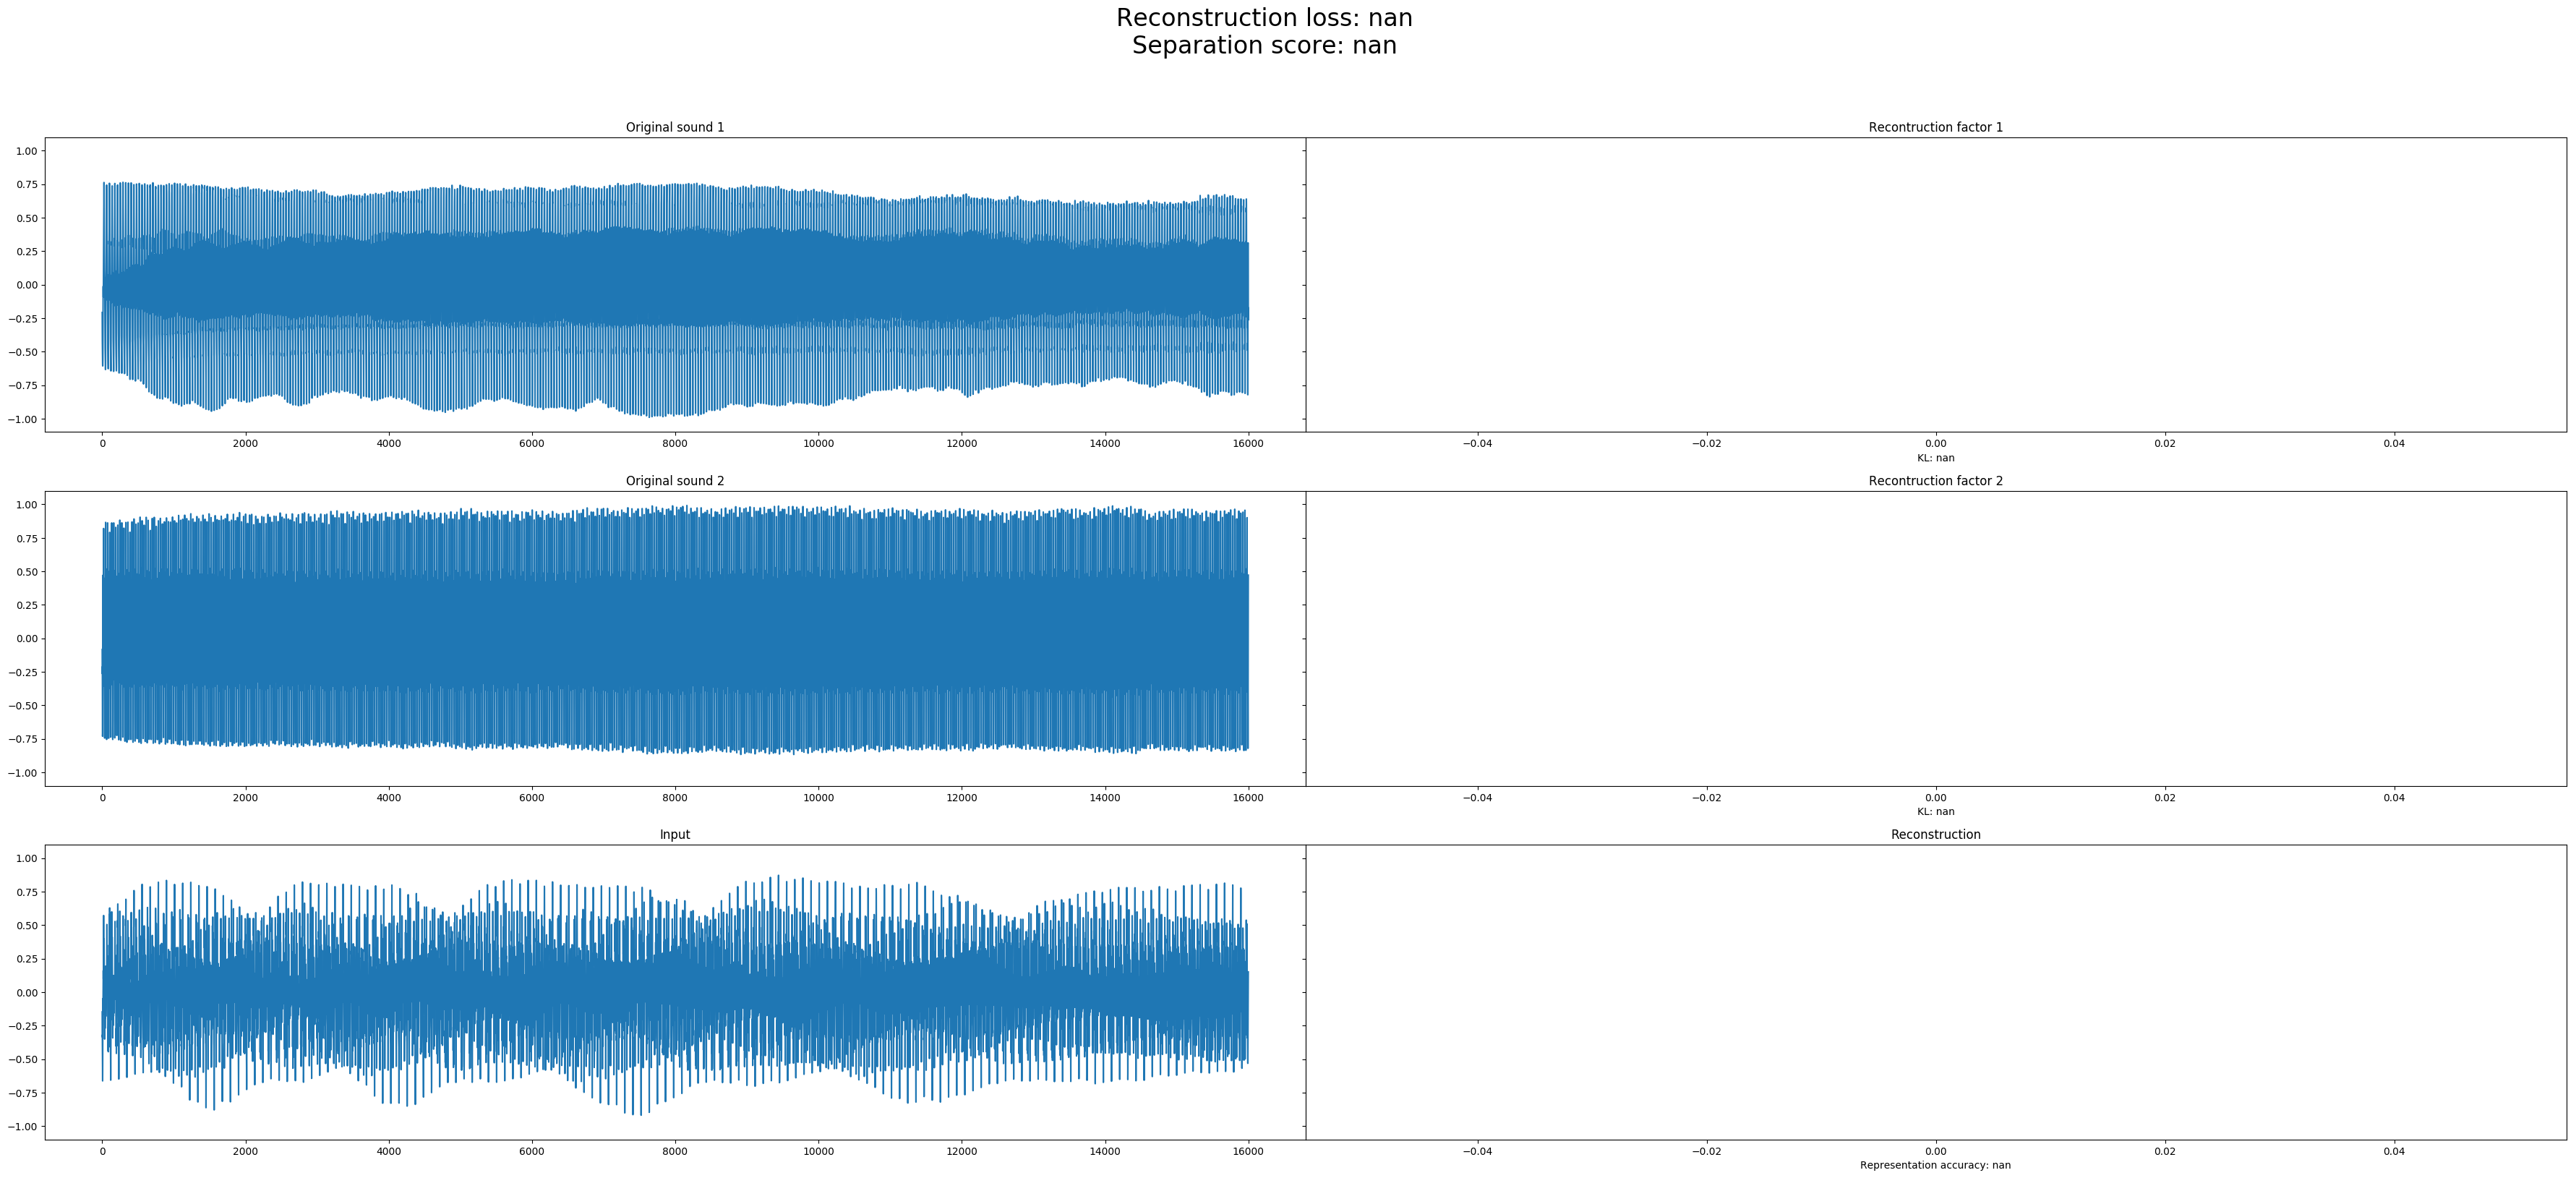 Reconstruction loss: nan
Separation score: nan
Original sound 1
Recontruction factor 1
1.00
0.75
0.50
0.25
0.00
−0.25
−0.50
−0.75
−1.00
0 2000 4000 6000 8000 10000 12000 14000 16000
−0.04 −0.02 0.00 0.02 0.04
KL: nan
Original sound 2
Recontruction factor 2
1.00
0.75
0.50
0.25
0.00
−0.25
−0.50
−0.75
−1.00
0 2000 4000 6000 8000 10000 12000 14000 16000
−0.04 −0.02 0.00 0.02 0.04
KL: nan
Input
Reconstruction
1.00
0.75
0.50
0.25
0.00
−0.25
−0.50
−0.75
−1.00
0 2000 4000 6000 8000 10000 12000 14000 16000
−0.04 −0.02 0.00 0.02 0.04
Representation accuracy: nan